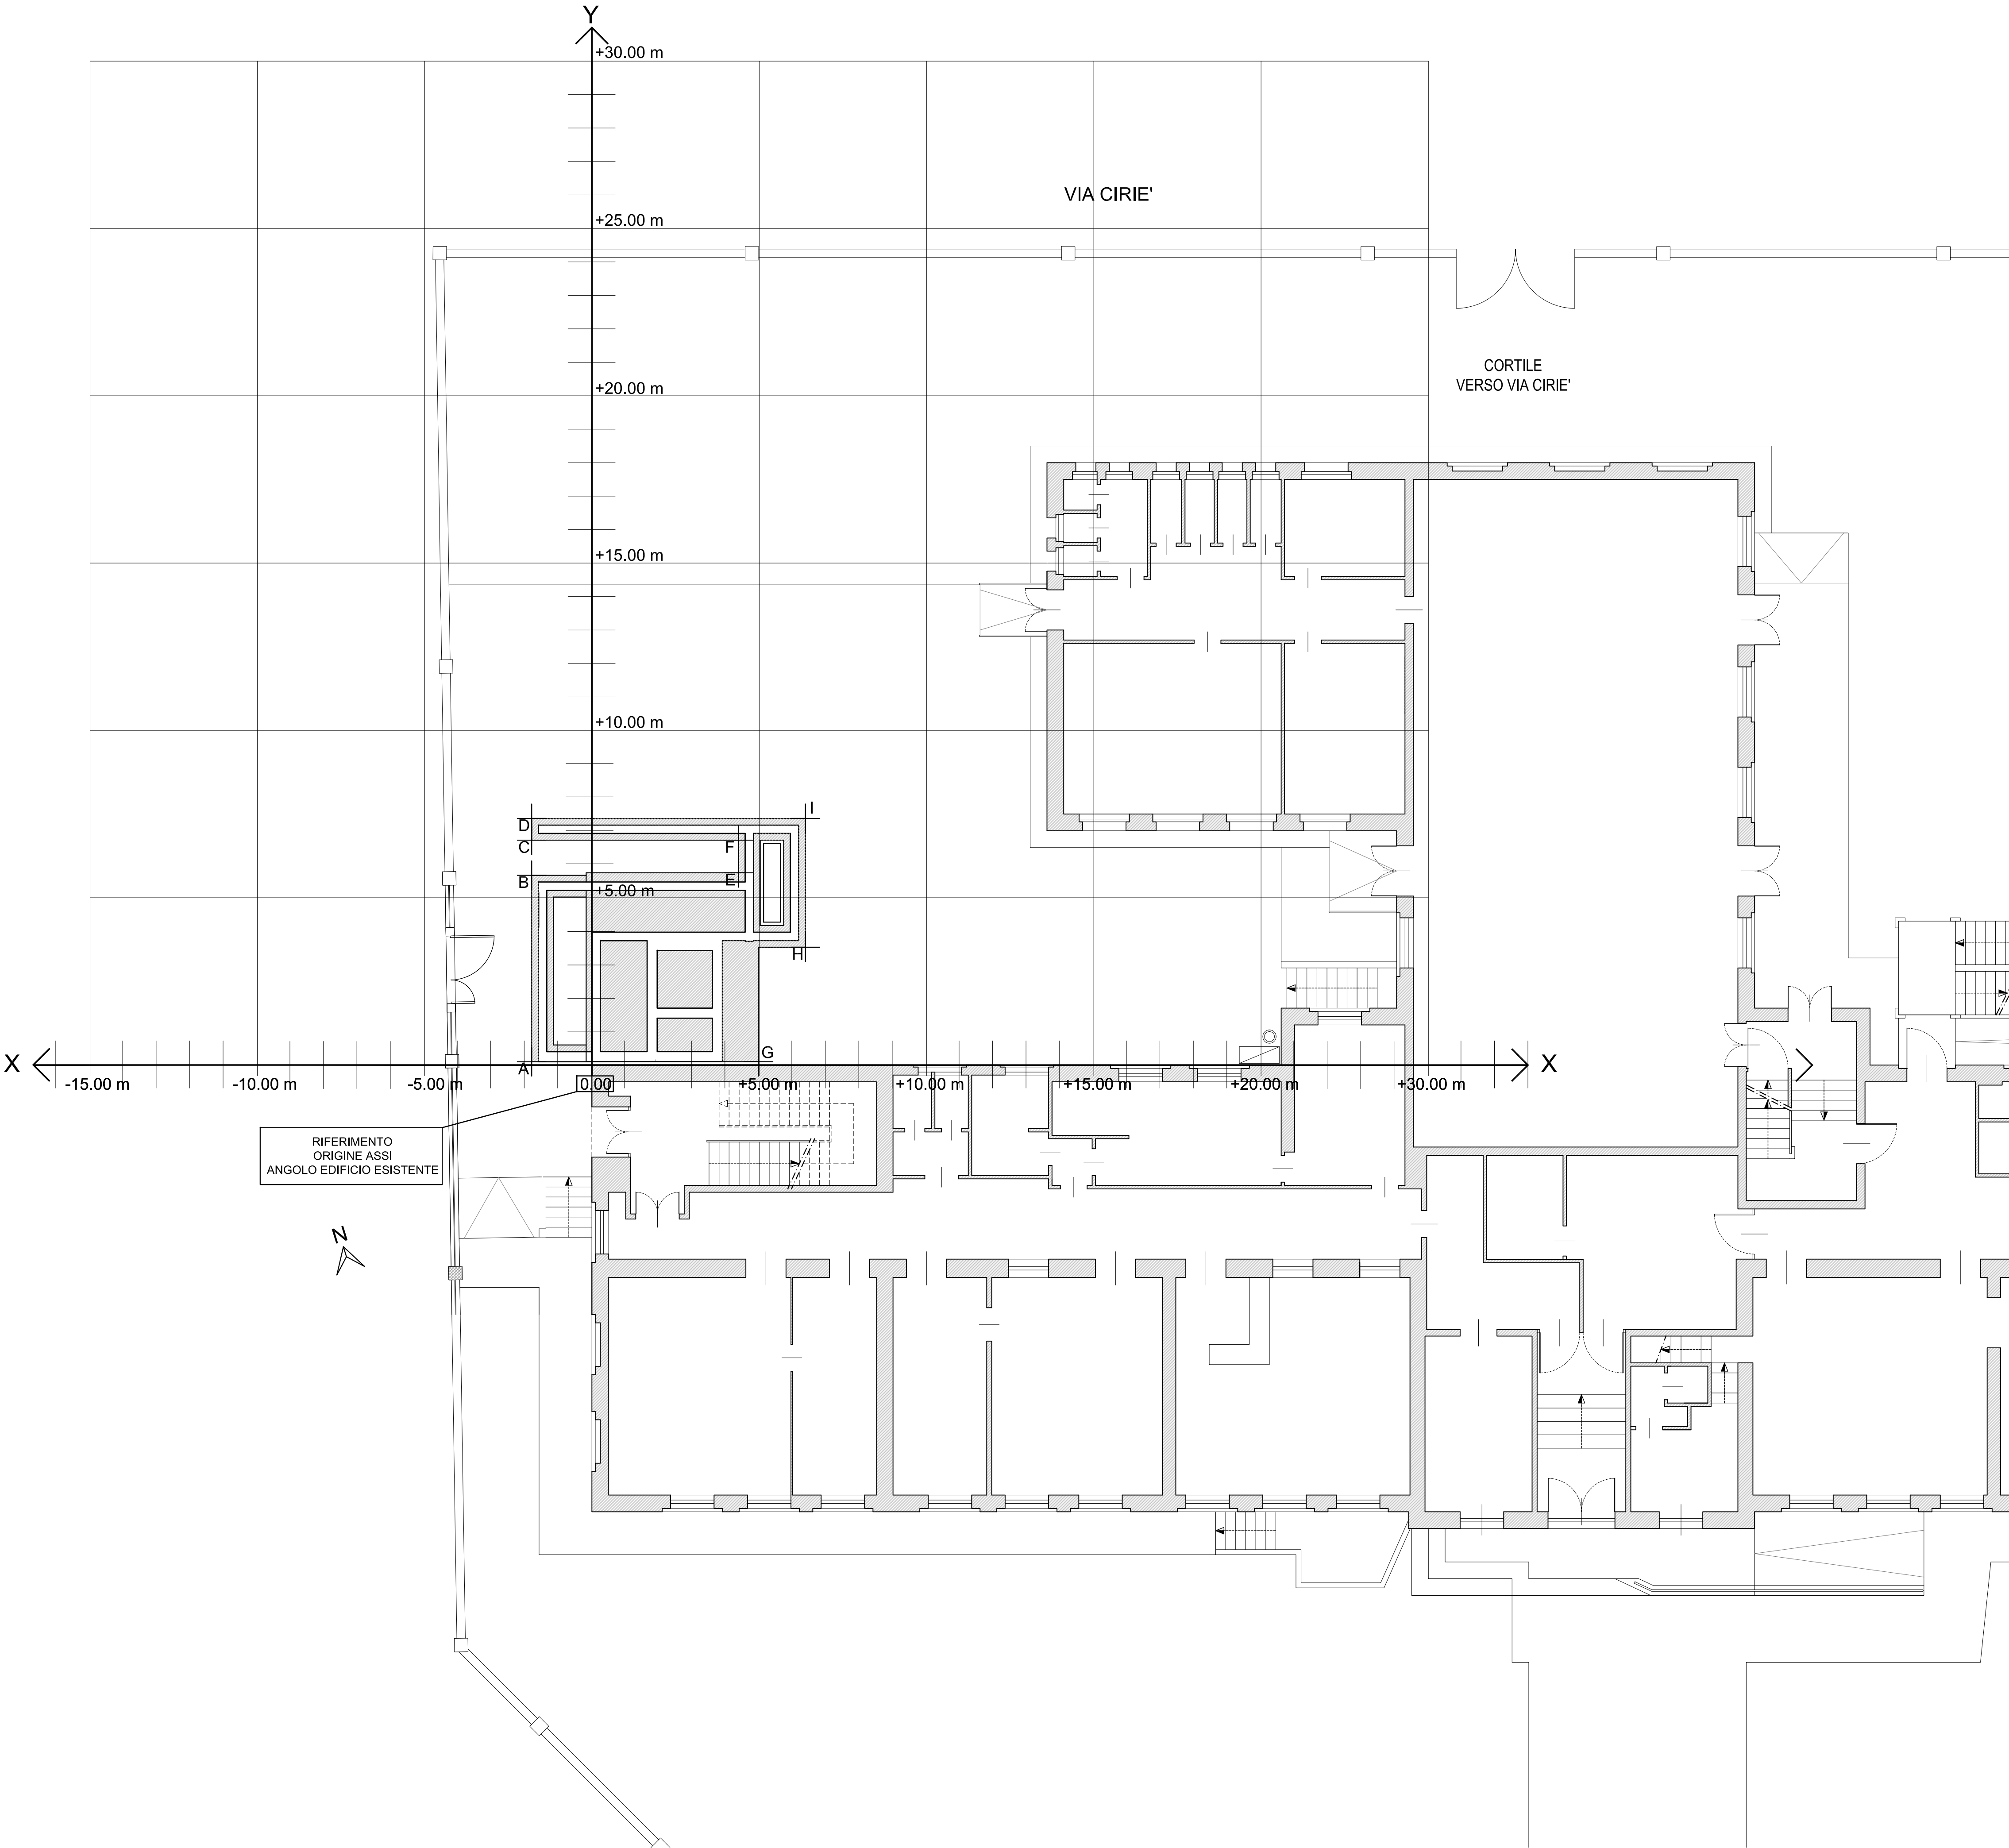 Y
+30.00 m
VIA CIRIE'
+25.00 m
CORTILE
VERSO VIA CIRIE'
+20.00 m
+15.00 m
+10.00 m
I
D
C
F
B
E
+5.00 m
H
G
X
A
X
-15.00 m
-10.00 m
-5.00 m
0.00
+5.00 m
+10.00 m
+15.00 m
+20.00 m
+30.00 m
RIFERIMENTO
ORIGINE ASSI
ANGOLO EDIFICIO ESISTENTE
N